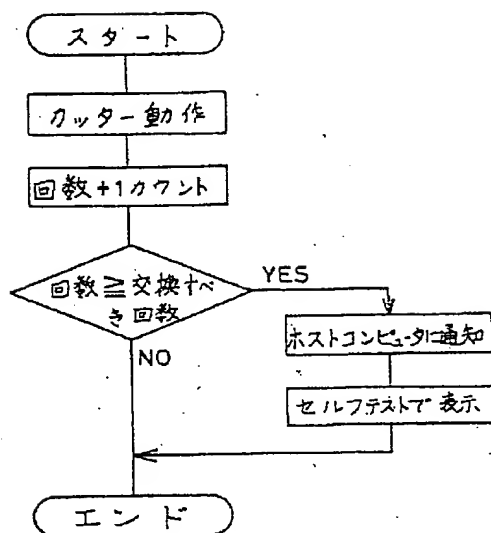 スタート
カッター動作
回数+1カウント
回数≧交換すべ
き回数
YES
ホストコンピュータに通知
NO
セルフテストで表示
エンド